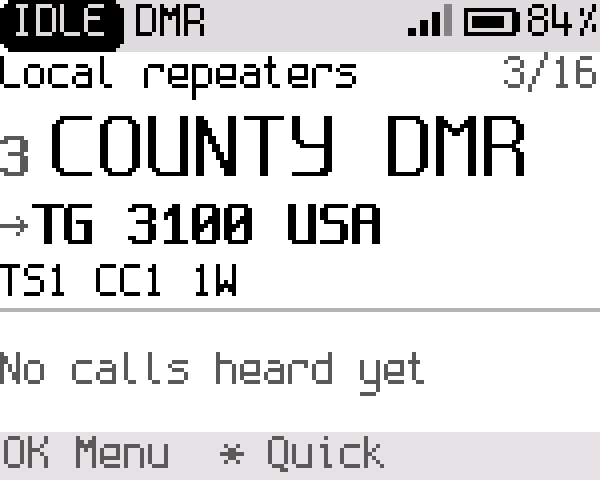 IDLE DMR 84%
Local repeaters 3/16
3 COUNTY DMR
→TG 3100 USA
TS1 CC1 1W
No calls heard yet
OK Menu * Quick